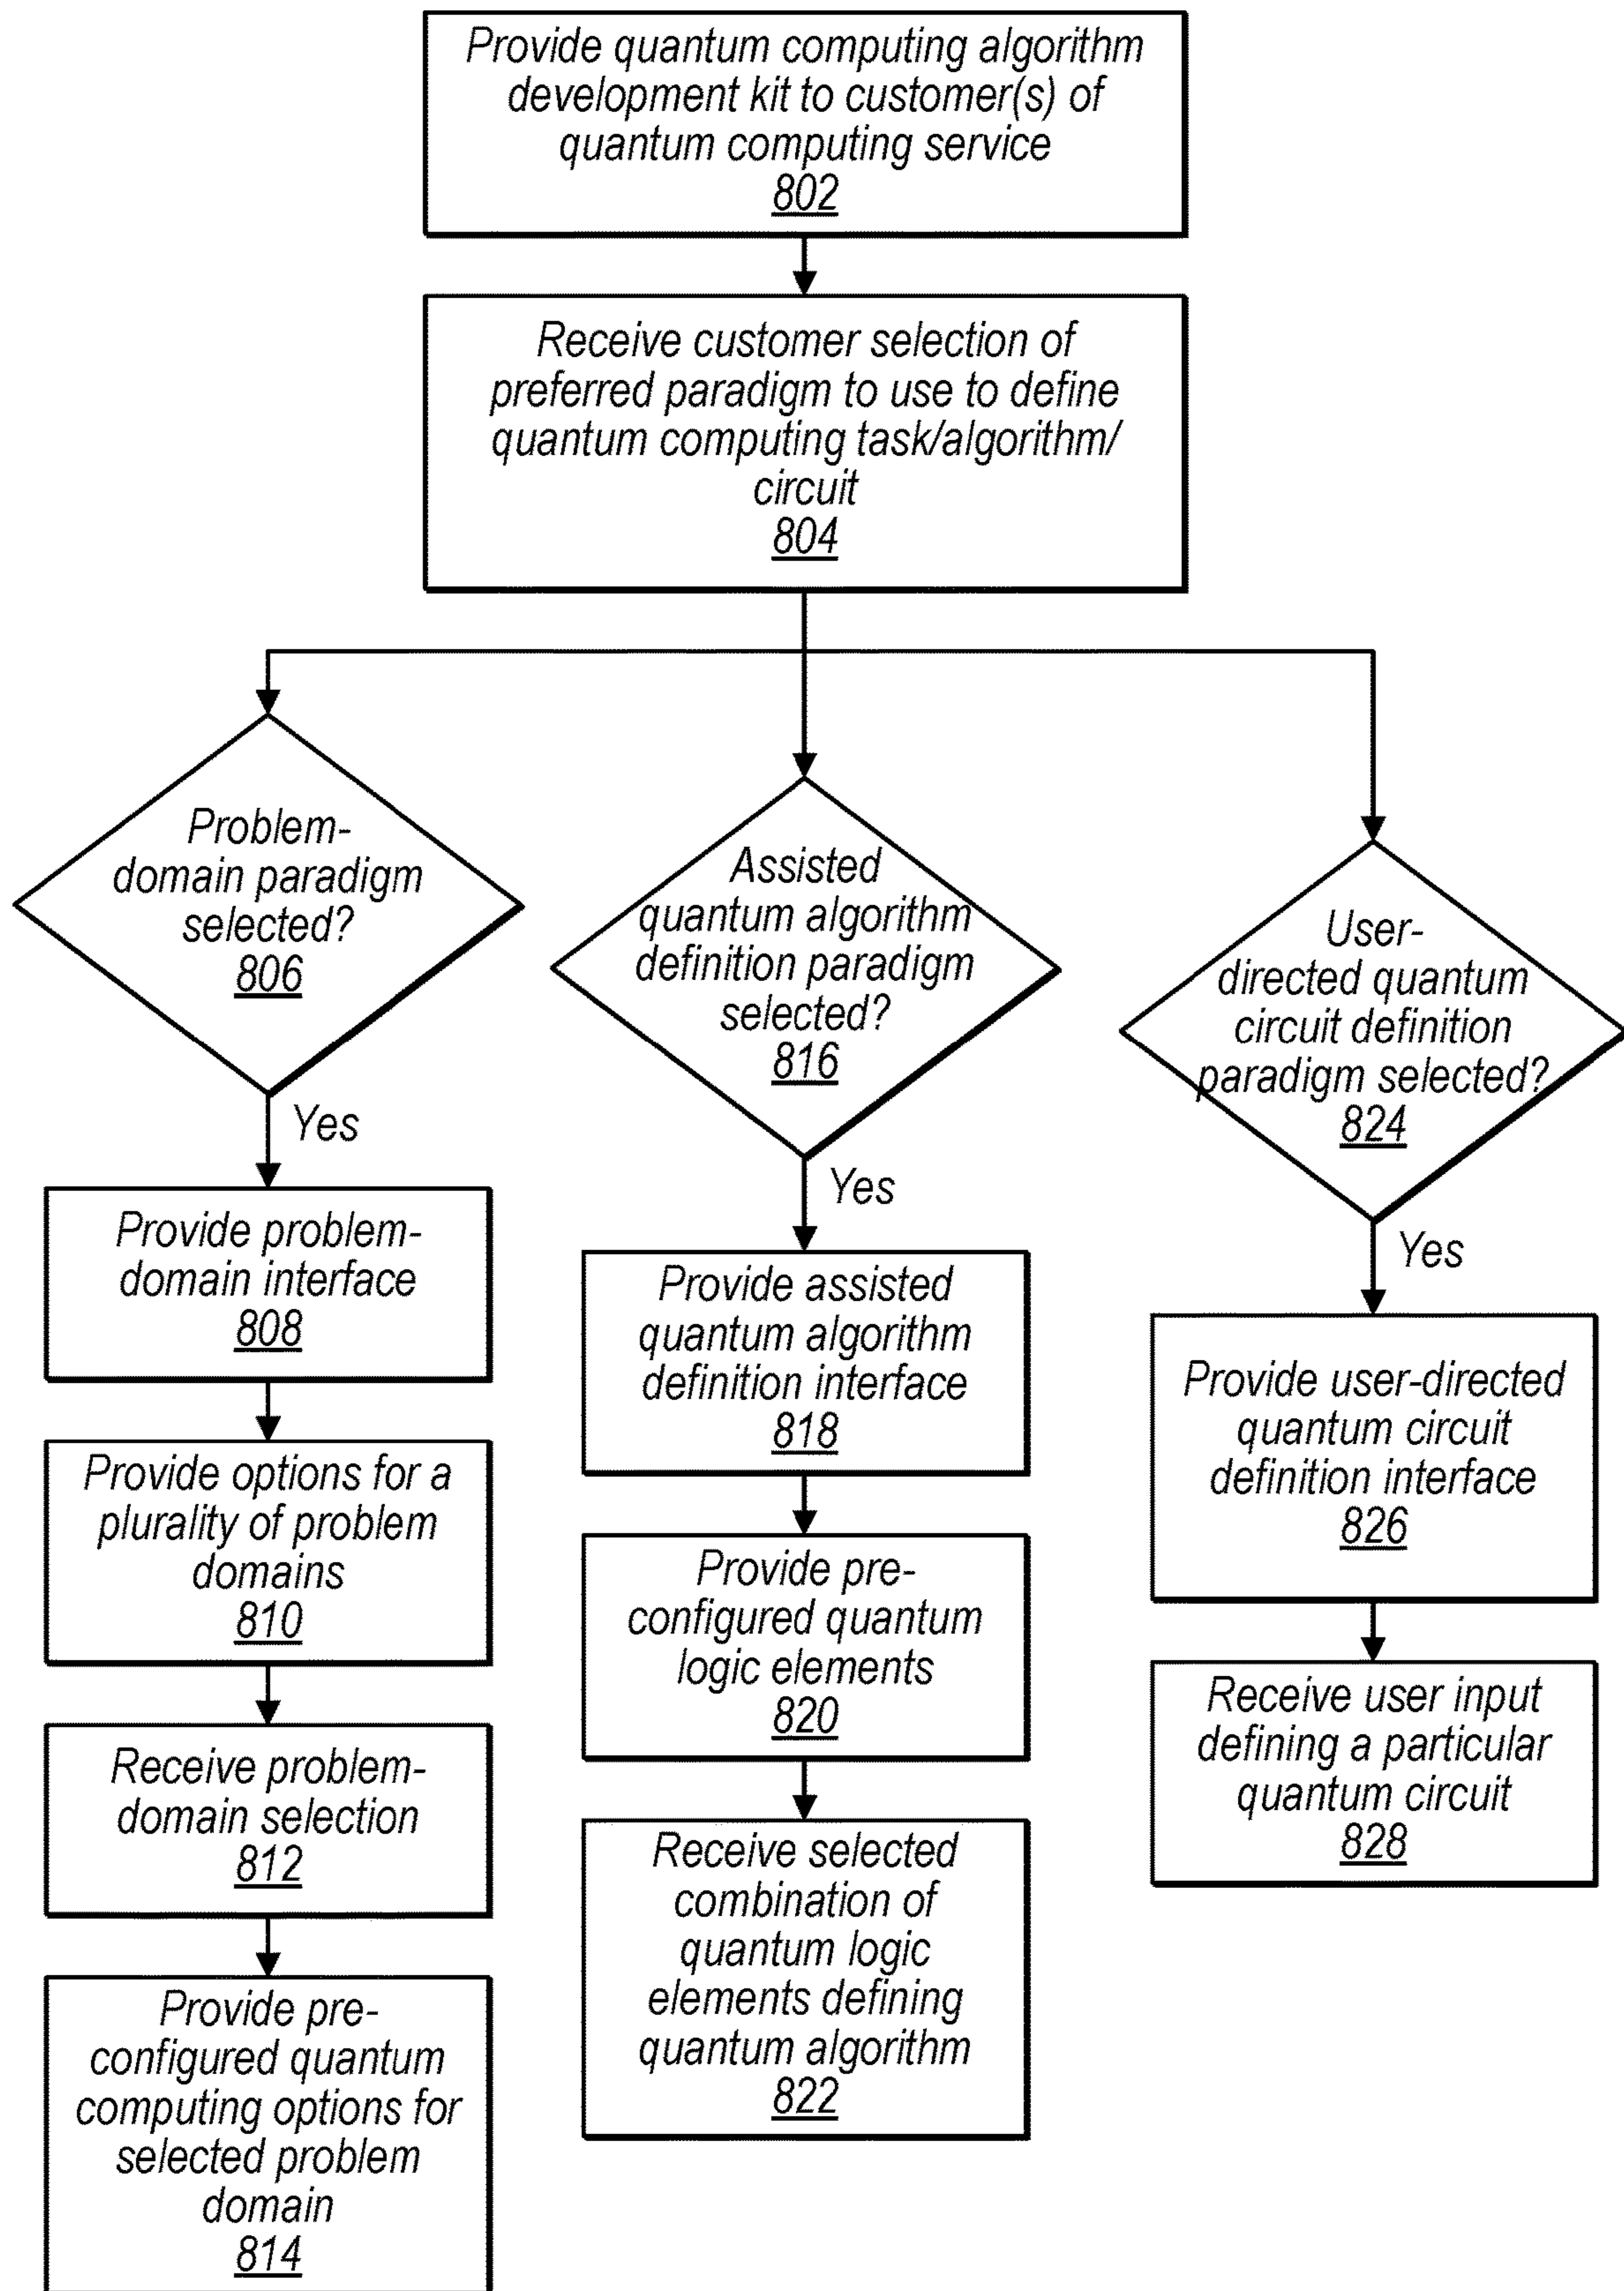 Provide quantum computing algorithm
development kit to customer(s) of
quantum computing service
802
Receive customer selection of
preferred paradigm to use to define
quantum computing task/algorithm/
circuit
804
Problem-
domain paradigm
selected?
806
Yes
Provide problem-
domain interface
808
Provide options for a
plurality of problem
domains
810
Receive problem-
domain selection
812
Provide pre-
configured quantum
computing options for
selected problem
domain
814
Assisted
quantum algorithm
definition paradigm
selected?
816
Yes
Provide assisted
quantum algorithm
definition interface
818
Provide pre-
configured quantum
logic elements
820
Receive selected
combination of
quantum logic
elements defining
quantum algorithm
822
User-
directed quantum
circuit definition
paradigm selected?
824
Yes
Provide user-directed
quantum circuit
definition interface
826
Receive user input
defining a particular
quantum circuit
828